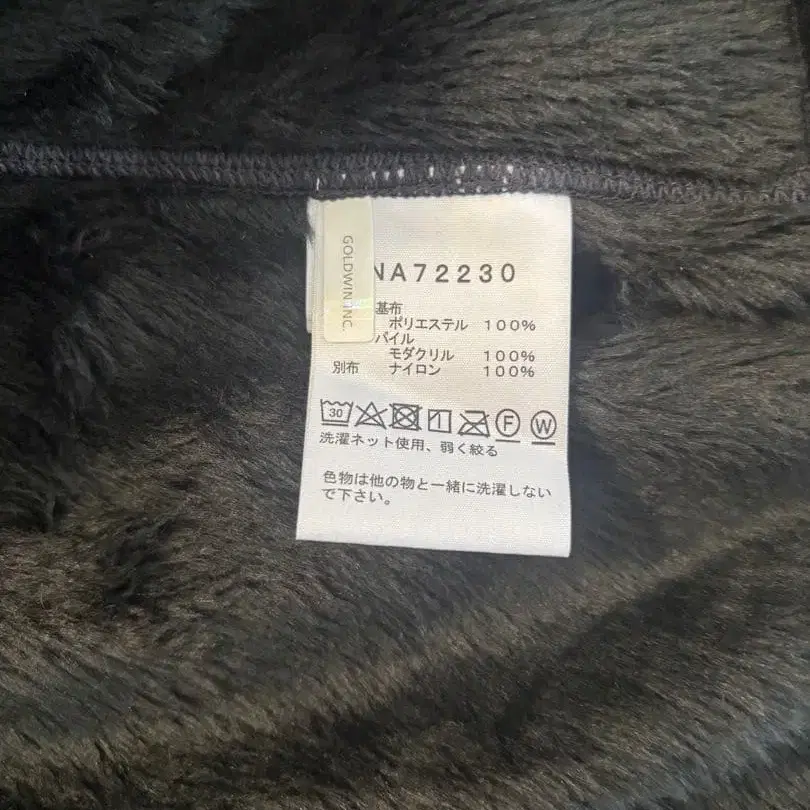 GOLDWIN INC.
NA72230
基布
ポリエステル 100%
パイル
モダクリル 100%
別布 ナイロン 100%
30 F W
洗濯ネット使用、弱く絞る
色物は他の物と一緒に洗濯しない
で下さい。